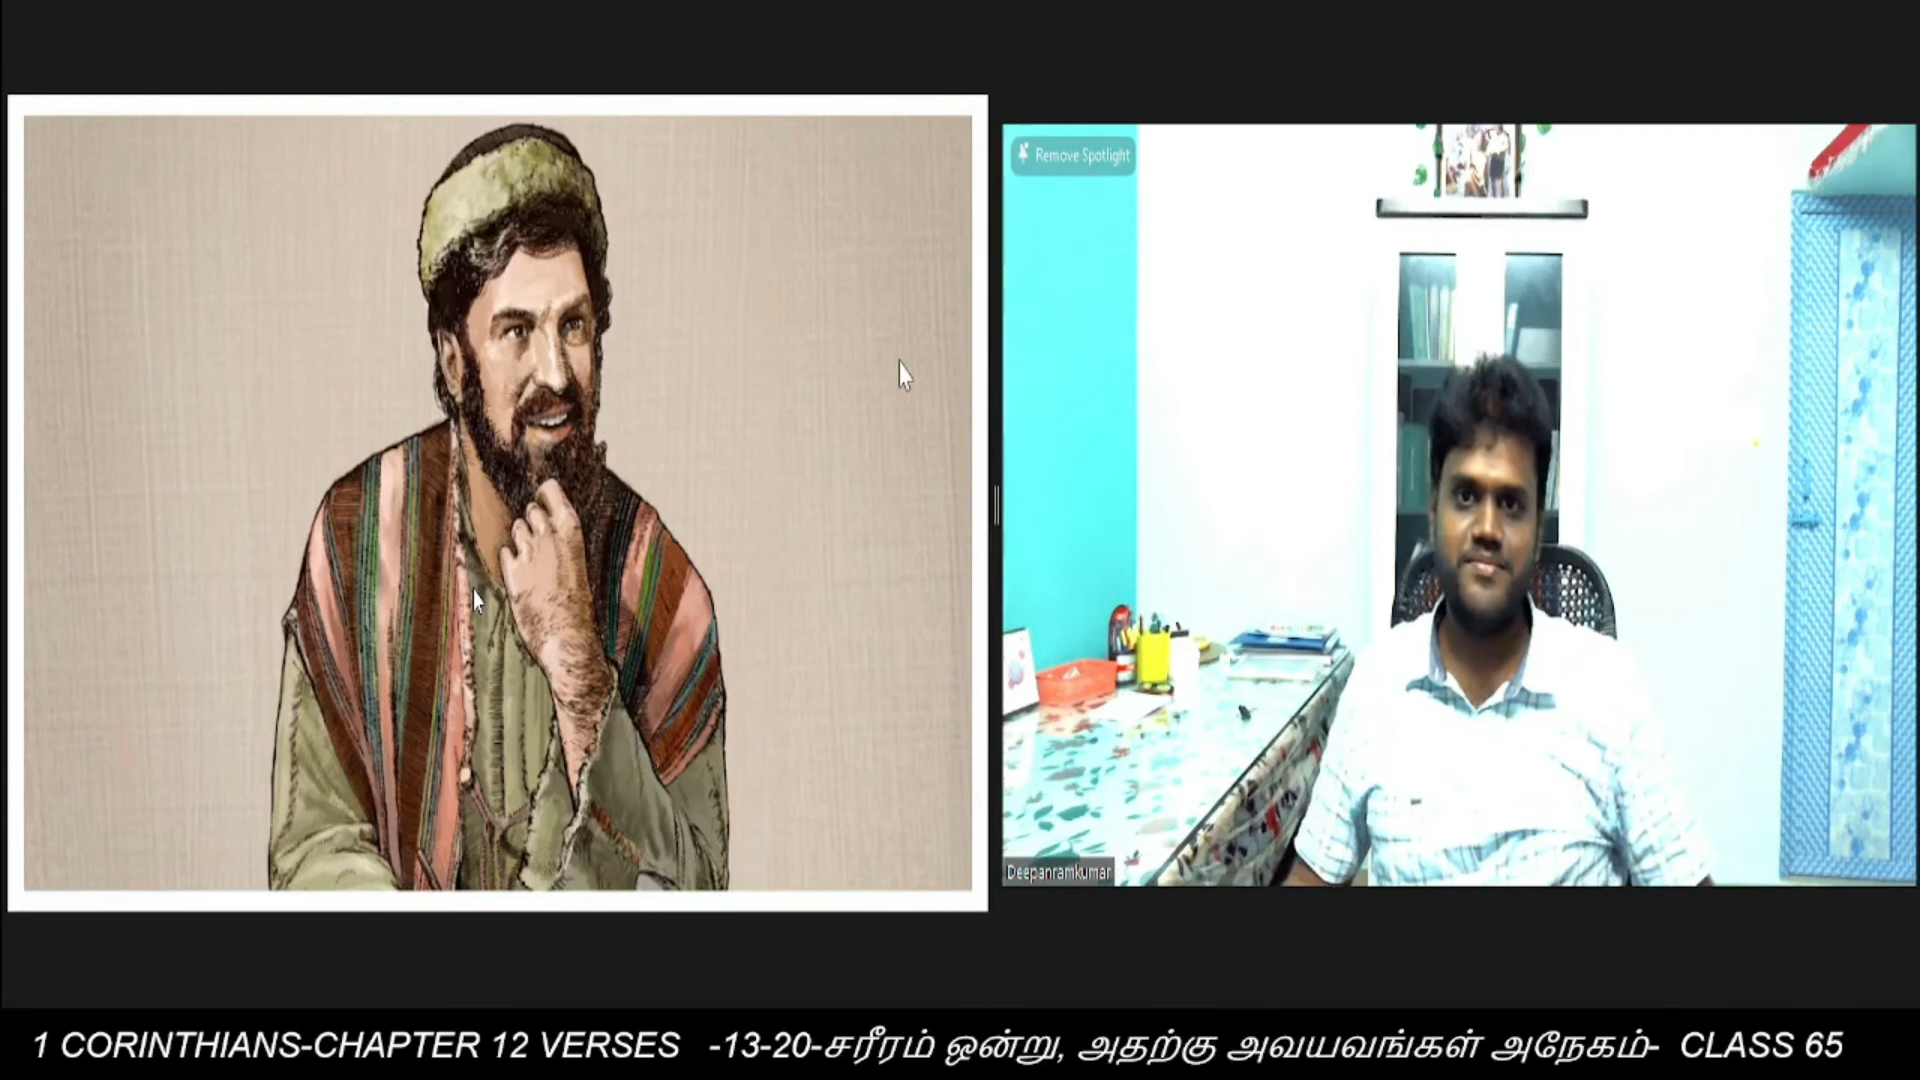 Remove Spotlight
Deepanramkumar
1 CORINTHIANS-CHAPTER 12 VERSES -13-20-சரீரம் ஒன்று, அதற்கு அவயவங்கள் அநேகம்- CLASS 65